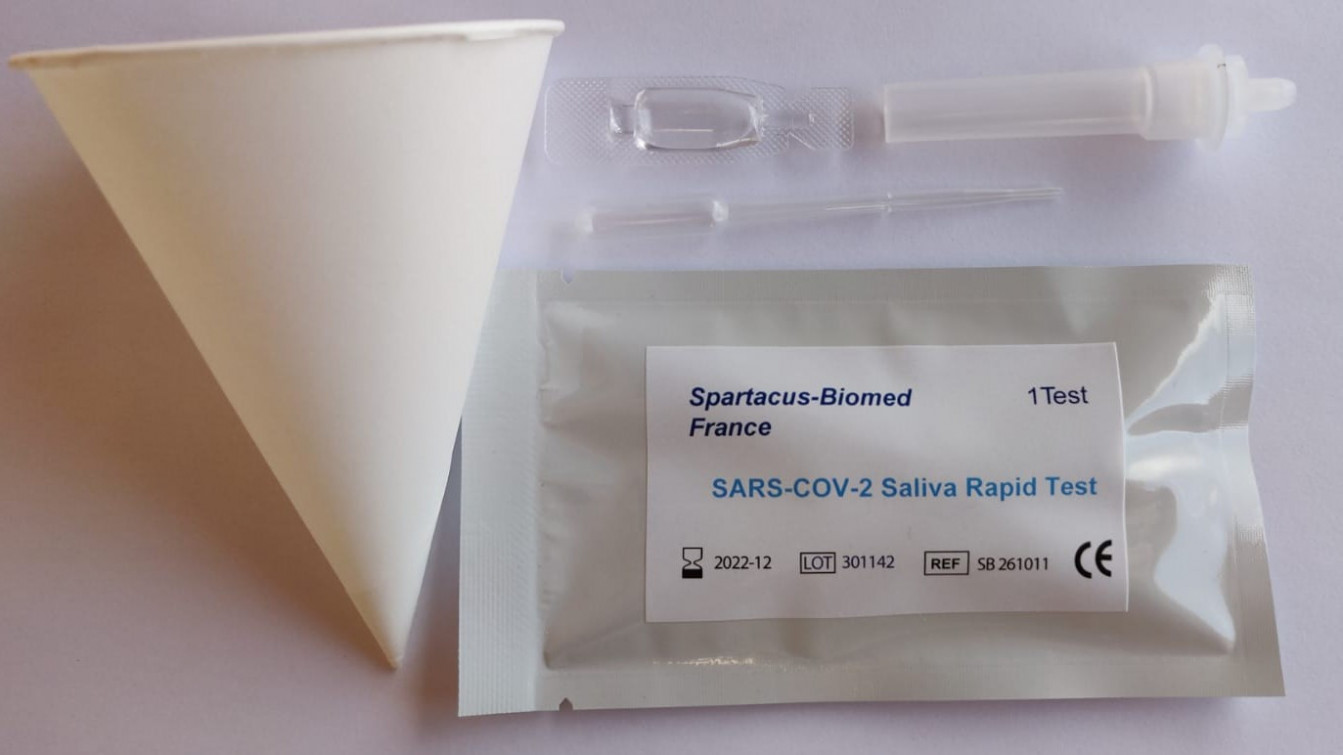 Spartacus-Biomed 1Test
France
SARS-COV-2 Saliva Rapid Test
2022-12 LOT 301142 REF SB 261011 CE